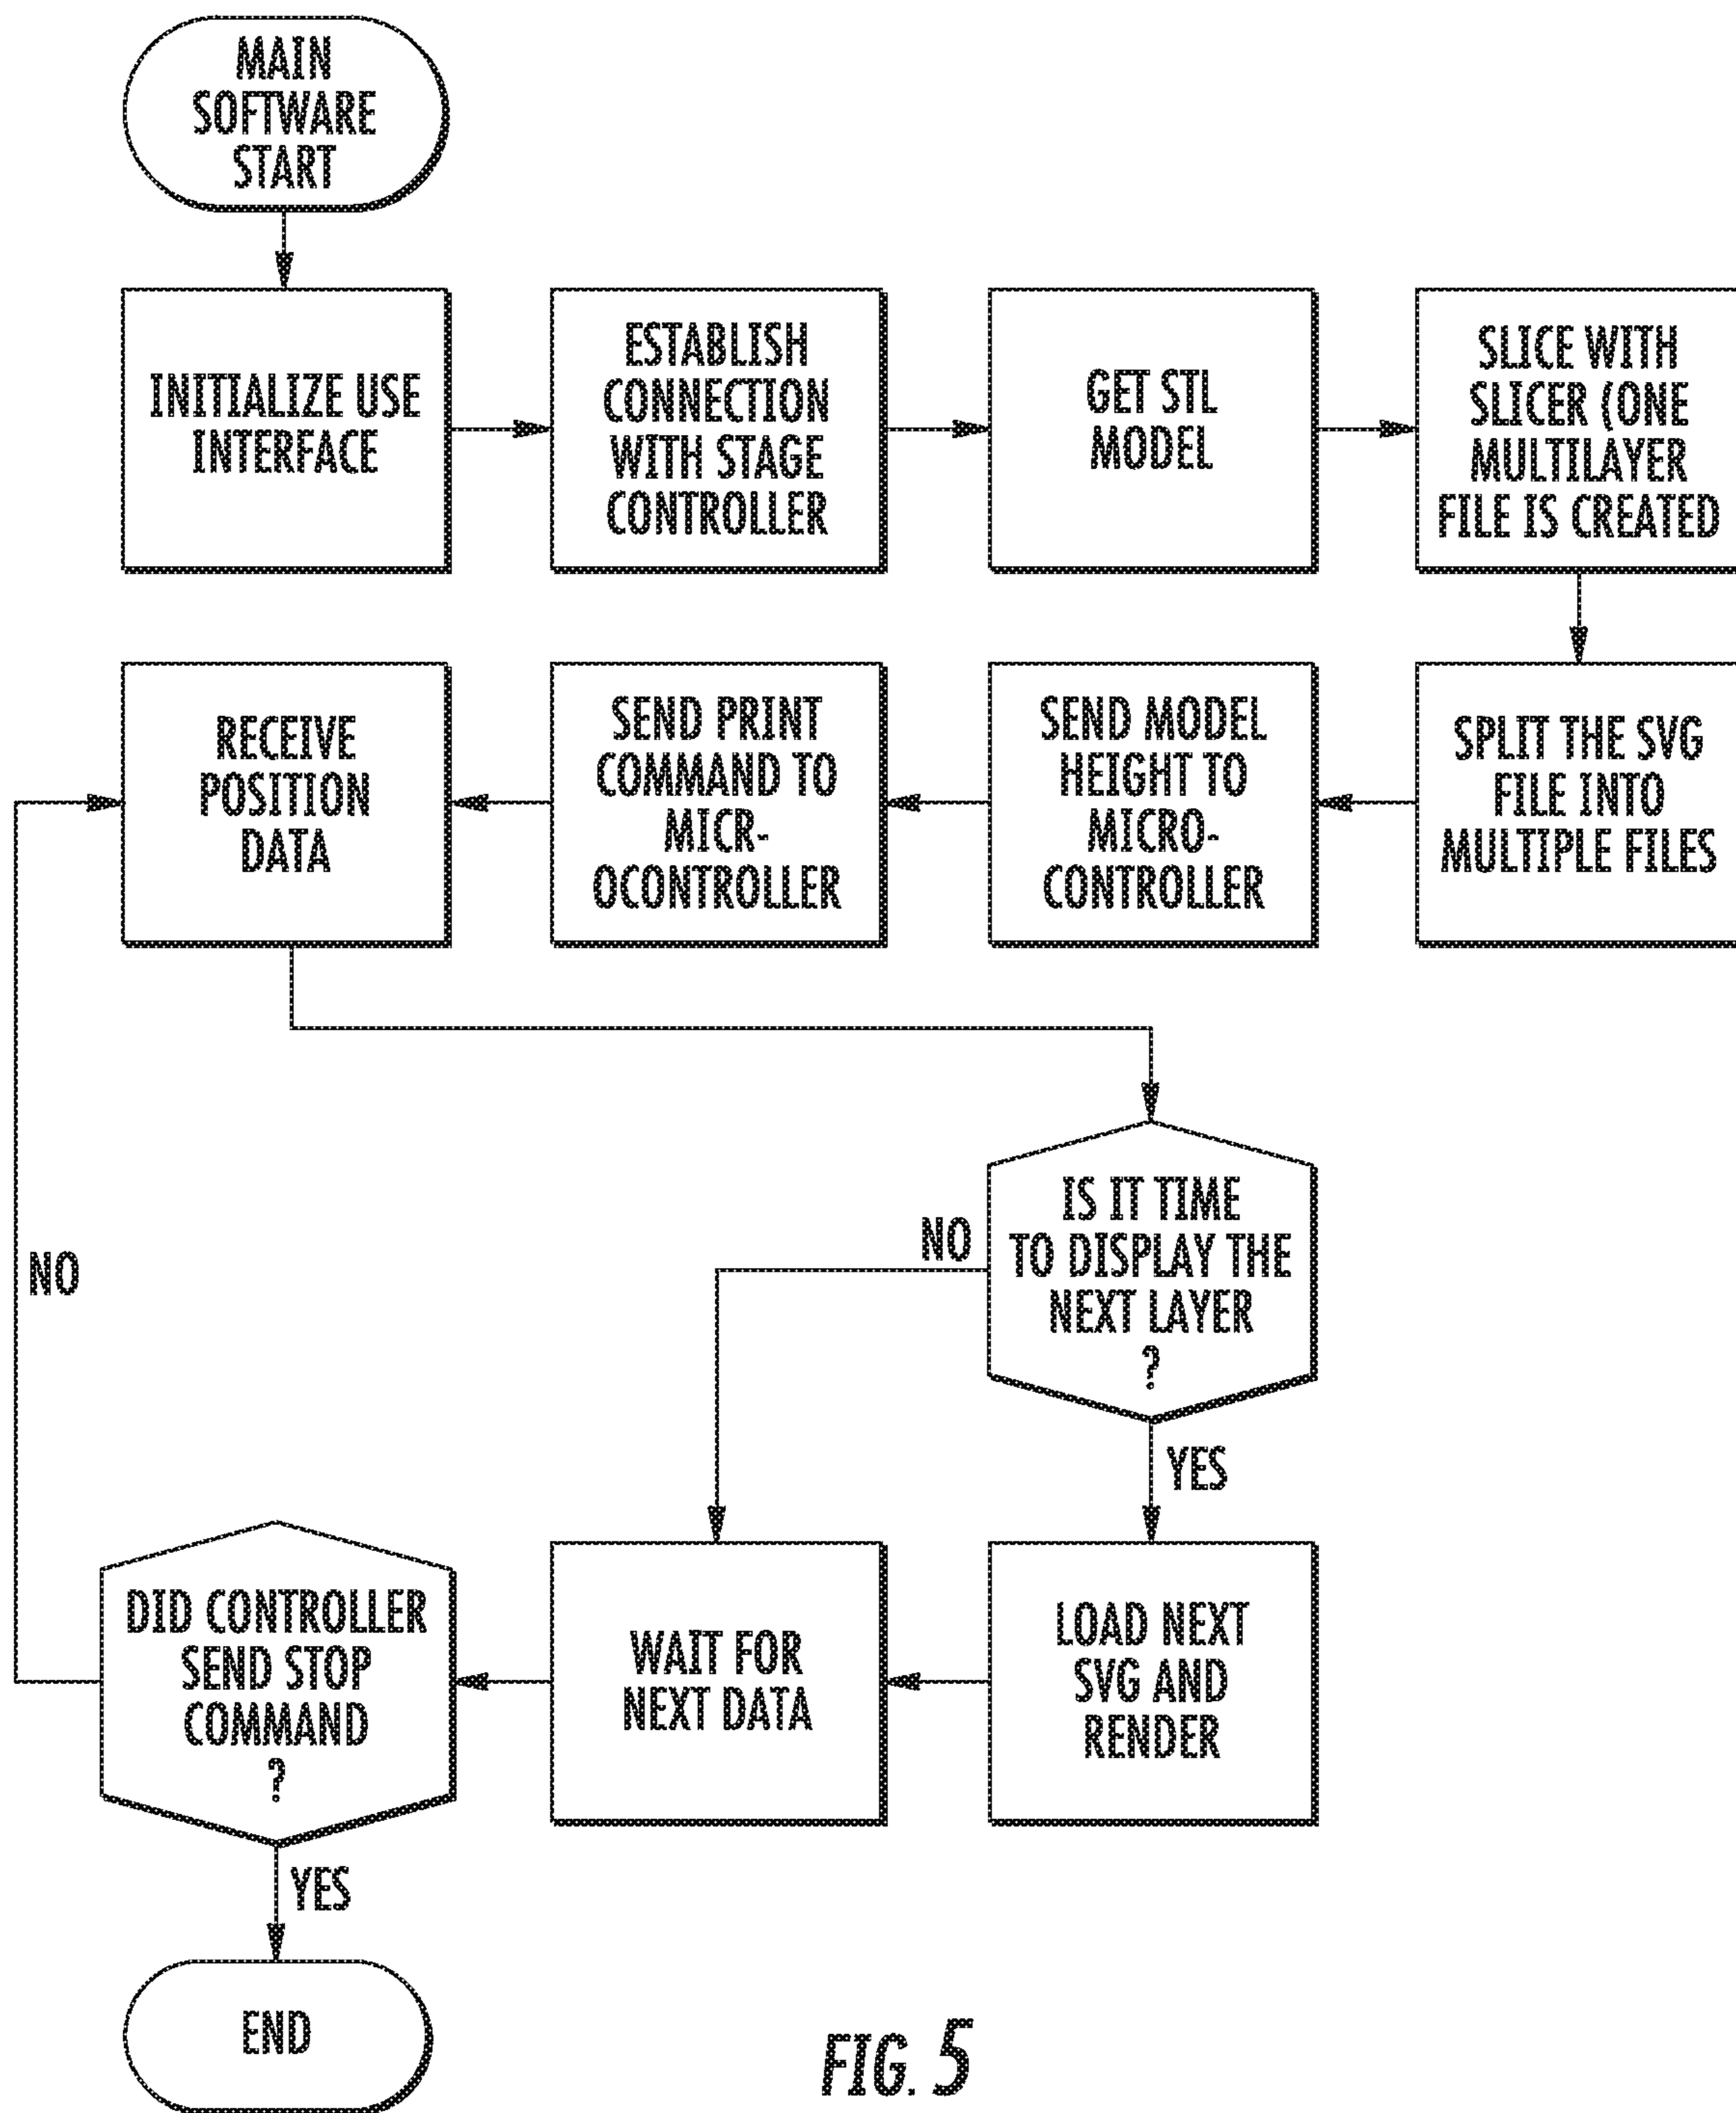 MAIN
SOFTWARE
START
INITIALIZE USE
INTERFACE
ESTABLISH
CONNECTION
WITH STAGE
CONTROLLER
GET STL
MODEL
SLICE WITH
SLICER (ONE
MULTILAYER
FILE IS CREATED
RECEIVE
POSITION
DATA
SEND PRINT
COMMAND TO
MICR-
OCONTROLLER
SEND MODEL
HEIGHT TO
MICRO-
CONTROLLER
SPLIT THE SVG
FILE INTO
MULTIPLE FILES
IS IT TIME
TO DISPLAY THE
NEXT LAYER
?
NO
NO
YES
DID CONTROLLER
SEND STOP
COMMAND
?
WAIT FOR
NEXT DATA
LOAD NEXT
SVG AND
RENDER
YES
END
FIG. 5